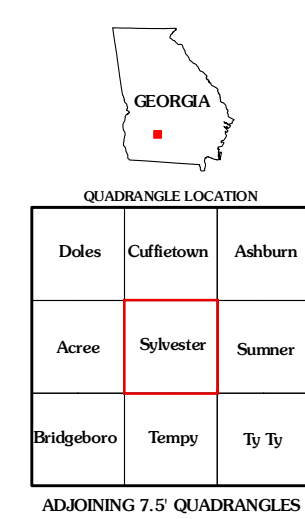 GEORGIA
QUADRANGLE LOCATION
Doles Cuffietown Ashburn
Acree Sylvester Sumner
Bridgeboro Tempy Ty Ty
ADJOINING 7.5' QUADRANGLES